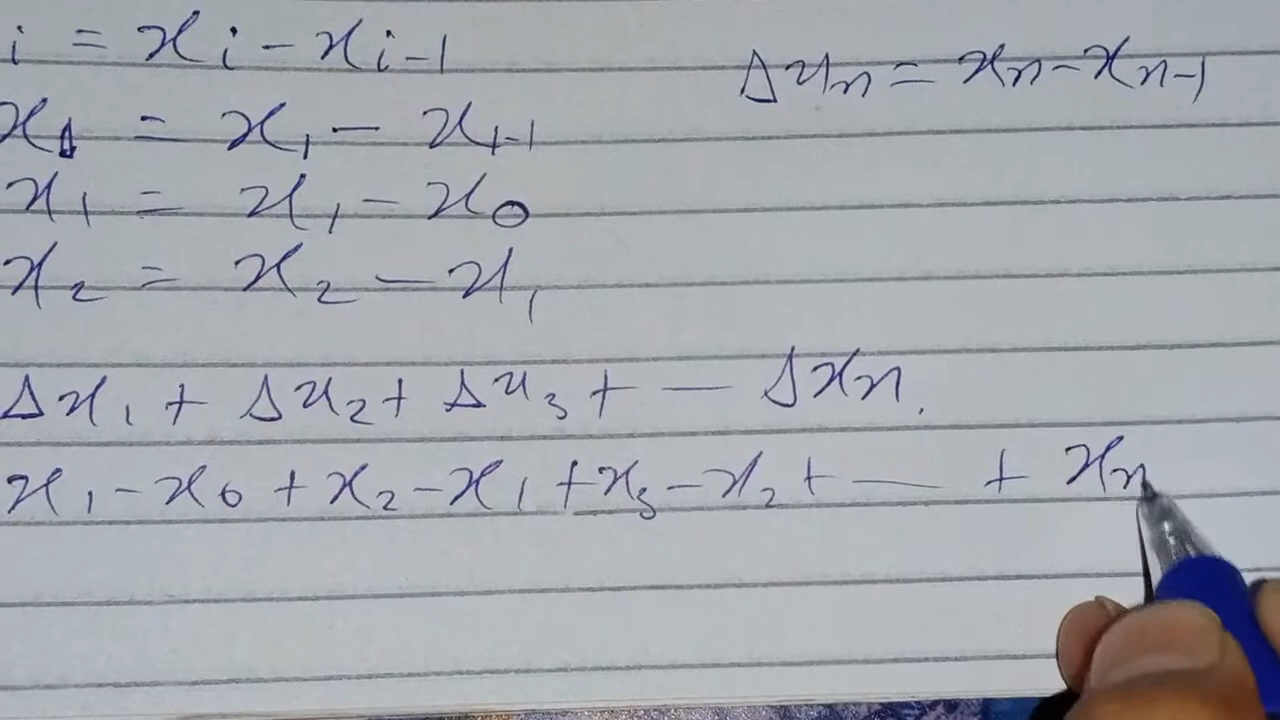 i = xi - xi-1
Δxn = xn - xn-1
x1 = x1 - x1-1
x1 = x1 - x0
x2 = x2 - x1
Δx1 + Δx2 + Δx3 + — Δxn.
x1 - x0 + x2 - x1 + x3 - x2 + — + xn